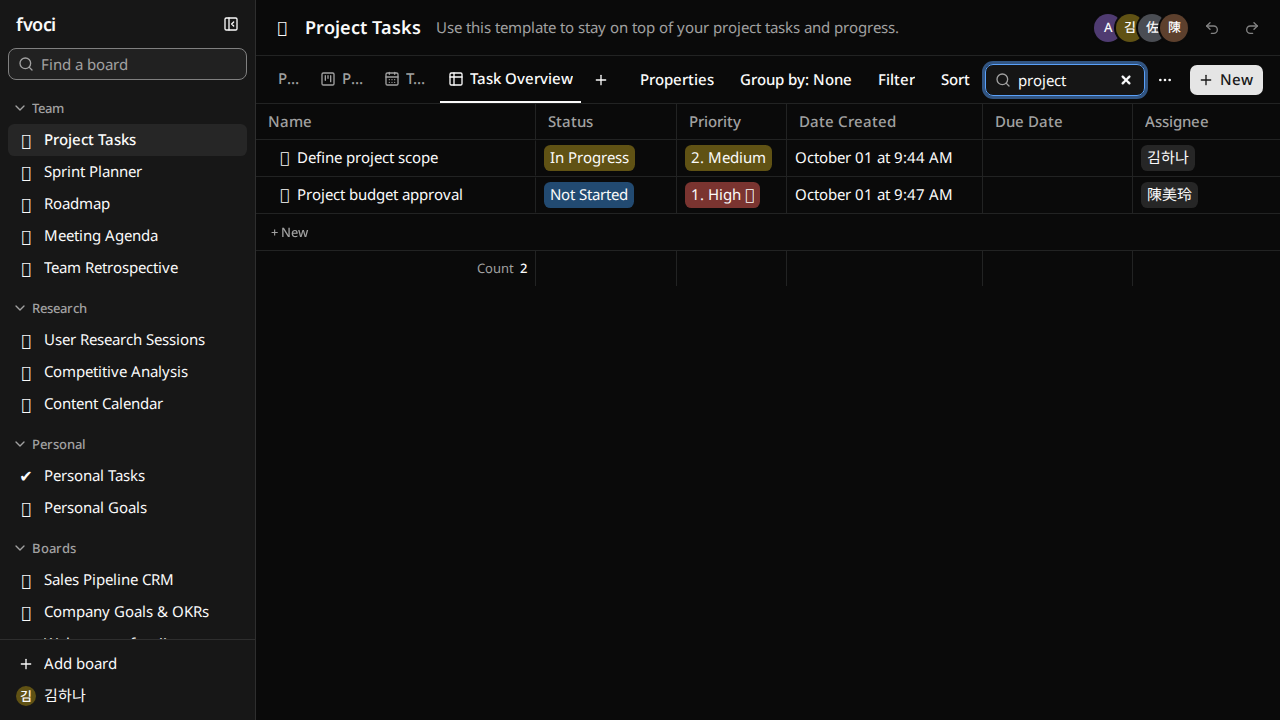 fvoci
Find a board
Team
Project Tasks
Sprint Planner
Roadmap
Meeting Agenda
Team Retrospective
Research
User Research Sessions
Competitive Analysis
Content Calendar
Personal
✔ Personal Tasks
Personal Goals
Boards
Sales Pipeline CRM
Company Goals & OKRs
Add board
김 김하나
Project Tasks Use this template to stay on top of your project tasks and progress.
A 김 佐 陳
P... P... T... Task Overview Properties Group by: None Filter Sort project New
Name Status Priority Date Created Due Date Assignee
Define project scope In Progress 2. Medium October 01 at 9:44 AM 김하나
Project budget approval Not Started 1. High October 01 at 9:47 AM 陳美玲
+ New
Count 2